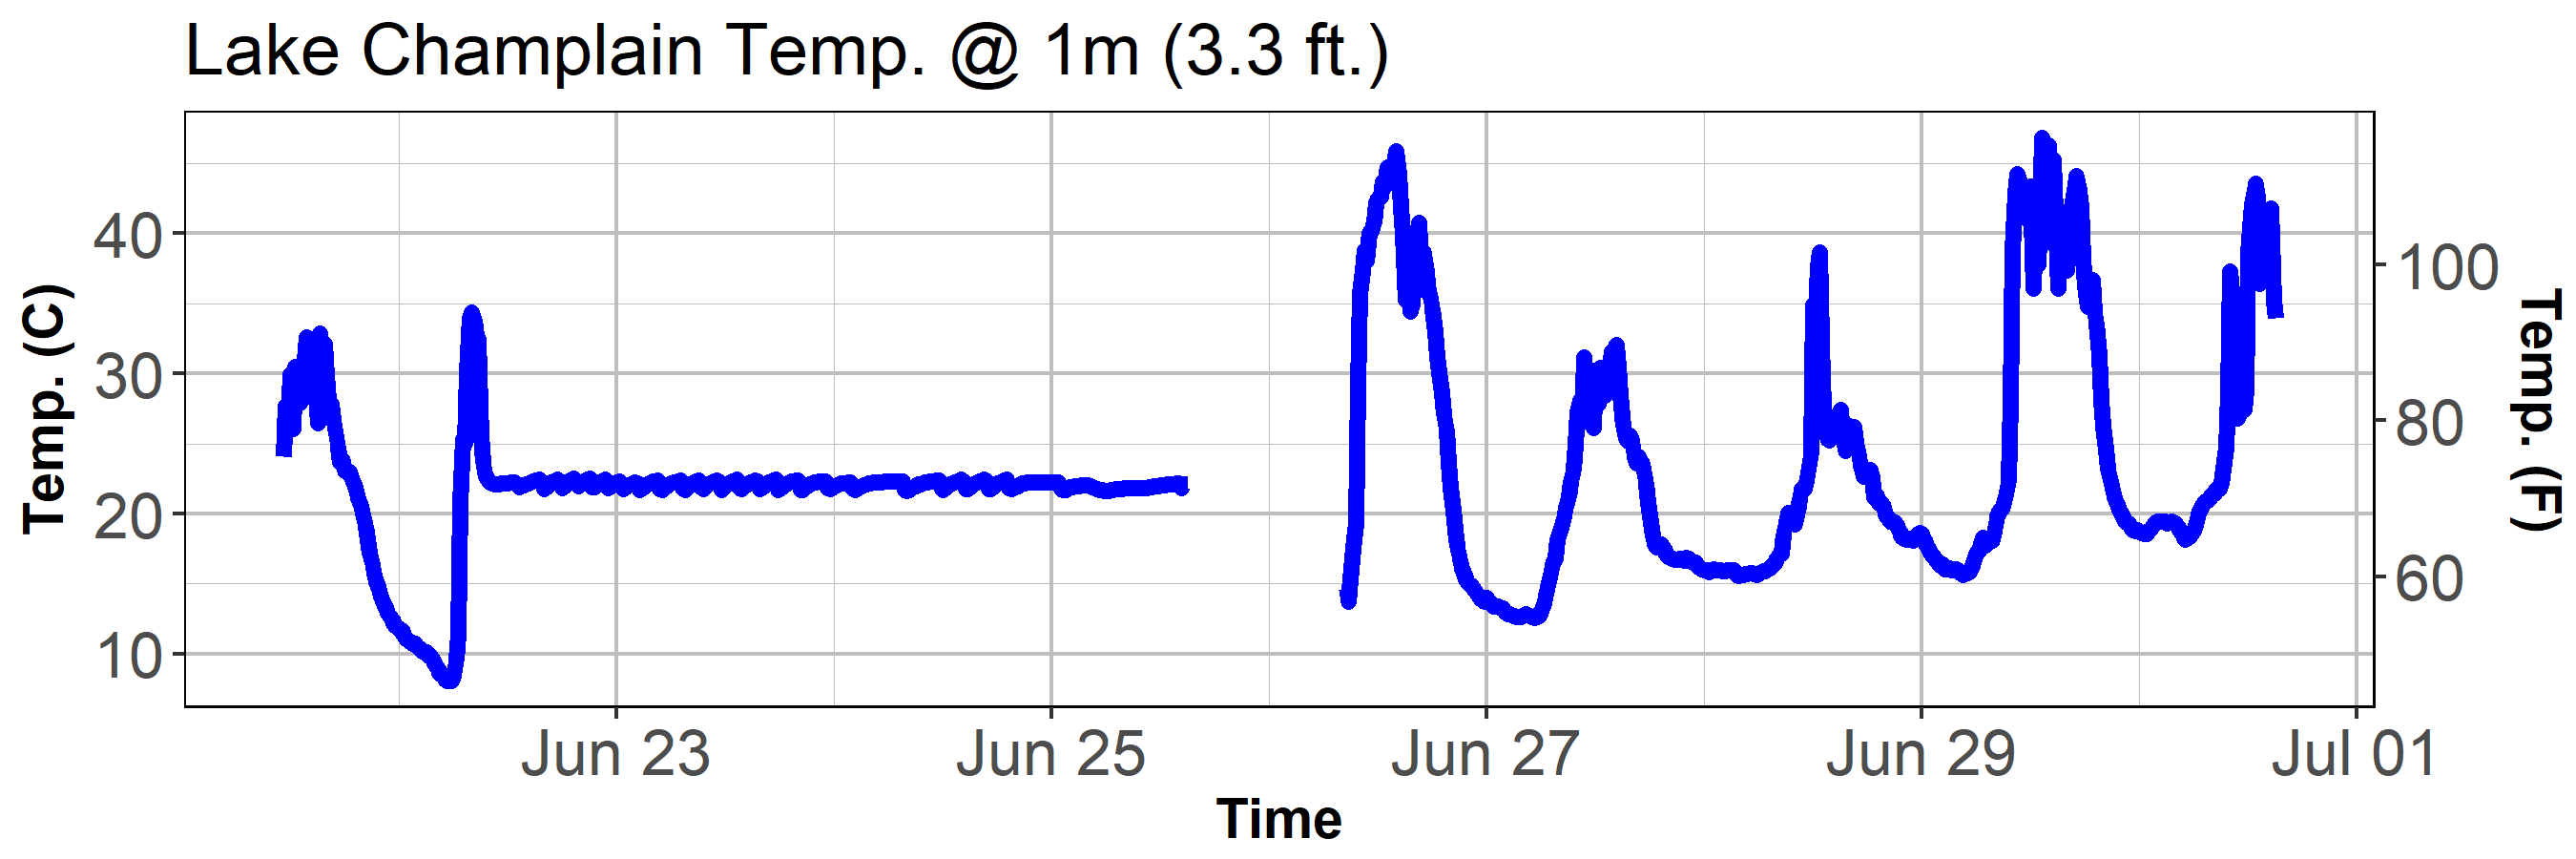 Lake Champlain Temp. @ 1m (3.3 ft.)
Temp. (C)
40
30
20
10
100
80
60
Temp. (F)
Jun 23
Jun 25
Jun 27
Jun 29
Jul 01
Time